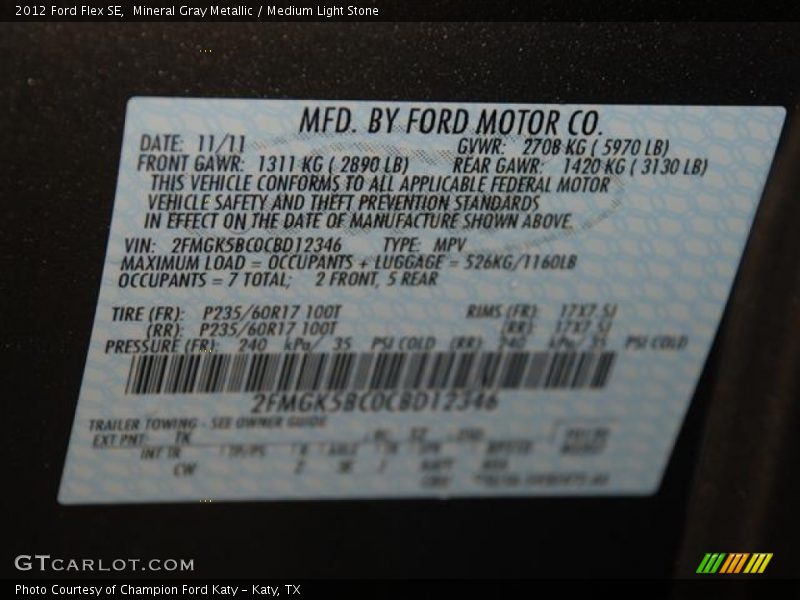 2012 Ford Flex SE,  Mineral Gray Metallic / Medium Light Stone
MFD. BY FORD MOTOR CO.
DATE: 11/11 GVWR: 2708 KG ( 5970 LB)
FRONT GAWR: 1311 KG ( 2890 LB) REAR GAWR: 1420 KG ( 3130 LB)
THIS VEHICLE CONFORMS TO ALL APPLICABLE FEDERAL MOTOR
VEHICLE SAFETY AND THEFT PREVENTION STANDARDS
IN EFFECT ON THE DATE OF MANUFACTURE SHOWN ABOVE.
VIN: 2FMGK5BC0CBD12346 TYPE: MPV
MAXIMUM LOAD = OCCUPANTS + LUGGAGE = 526KG/1160LB
OCCUPANTS = 7 TOTAL; 2 FRONT, 5 REAR
TIRE (FR): P235/60R17 100T RIMS (FR): 17X7.5J
(RR): P235/60R17 100T (RR): 17X7.5J
PRESSURE (FR): 240 kPa/ 35 PSI COLD (RR): 240 kPa/ 35 PSI COLD
2FMGK5BC0CBD12346
TRAILER TOWING - SEE OWNER GUIDE
EXT PNT: TK
INT TR
CW
GTCARLOT.COM
Photo Courtesy of Champion Ford Katy - Katy, TX